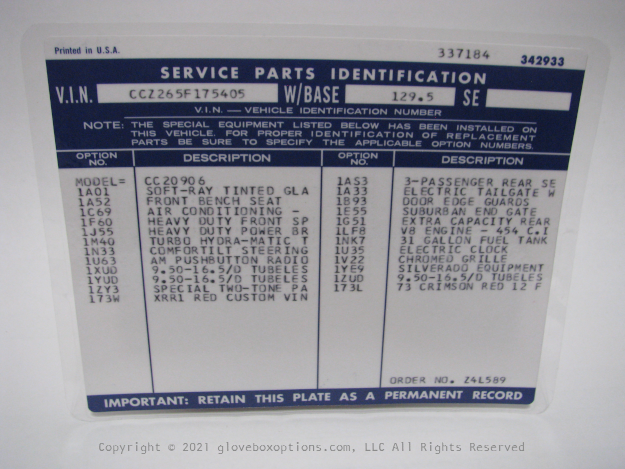 Printed in U.S.A. 337184 342933
SERVICE PARTS IDENTIFICATION
V.I.N. CCZ265F175405 W/BASE 129.5 SE
V.I.N. — VEHICLE IDENTIFICATION NUMBER
NOTE: THE SPECIAL EQUIPMENT LISTED BELOW HAS BEEN INSTALLED ON
THIS VEHICLE. FOR PROPER IDENTIFICATION OF REPLACEMENT
PARTS BE SURE TO SPECIFY THE APPLICABLE OPTION NUMBERS.
OPTION NO. DESCRIPTION OPTION NO. DESCRIPTION
MODEL= CC20906 1AS3 3-PASSENGER REAR SE
1A01 SOFT-RAY TINTED GLA 1A33 ELECTRIC TAILGATE W
1A52 FRONT BENCH SEAT 1B93 DOOR EDGE GUARDS
1C69 AIR CONDITIONING - 1E55 SUBURBAN END GATE
1F60 HEAVY DUTY FRONT SP 1G51 EXTRA CAPACITY REAR
1J55 HEAVY DUTY POWER BR 1LF8 V8 ENGINE - 454 C.I
1M40 TURBO HYDRA-MATIC T 1NK7 31 GALLON FUEL TANK
1N33 COMFORTILT STEERING 1U35 ELECTRIC CLOCK
1U63 AM PUSHBUTTON RADIO 1V22 CHROMED GRILLE
1XUD 9.50-16.5/D TUBELES 1YE9 SILVERADO EQUIPMENT
1YUD 9.50-16.5/D TUBELES 1ZUD 9.50-16.5/D TUBELES
1ZY3 SPECIAL TWO-TONE PA 173L 73 CRIMSON RED 12 F
173W XRR1 RED CUSTOM VIN
ORDER NO. Z4L589
IMPORTANT: RETAIN THIS PLATE AS A PERMANENT RECORD
Copyright © 2021 gloveboxoptions.com, LLC All Rights Reserved